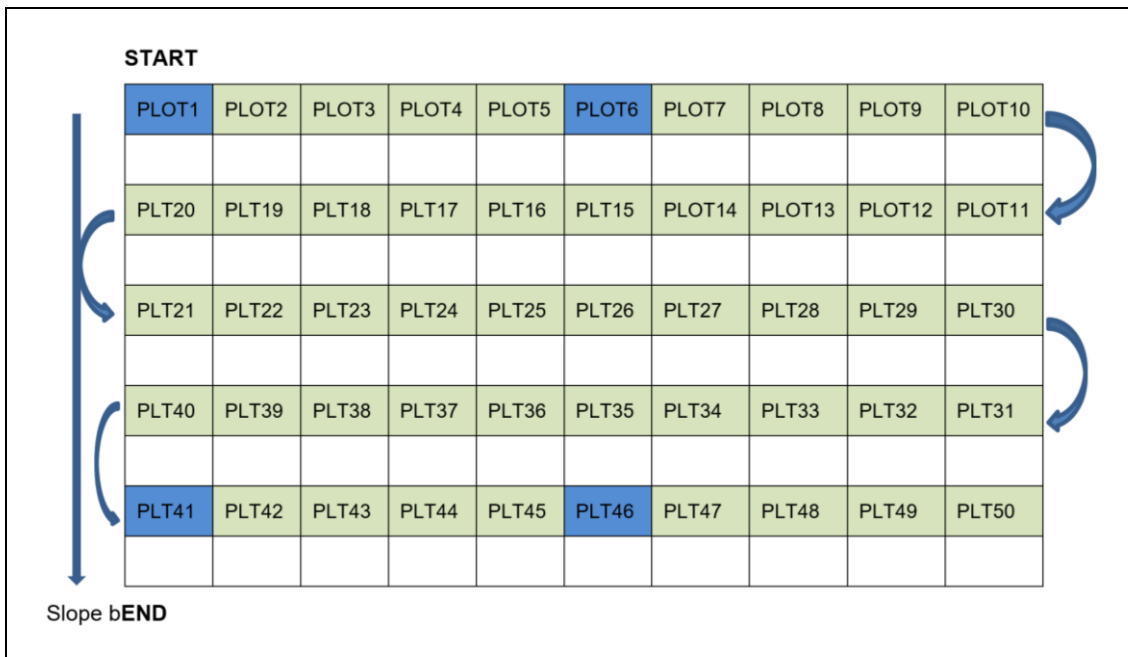 START
PLOT1 PLOT2 PLOT3 PLOT4 PLOT5 PLOT6 PLOT7 PLOT8 PLOT9 PLOT10
PLT20 PLT19 PLT18 PLT17 PLT16 PLT15 PLOT14 PLOT13 PLOT12 PLOT11
PLT21 PLT22 PLT23 PLT24 PLT25 PLT26 PLT27 PLT28 PLT29 PLT30
PLT40 PLT39 PLT38 PLT37 PLT36 PLT35 PLT34 PLT33 PLT32 PLT31
PLT41 PLT42 PLT43 PLT44 PLT45 PLT46 PLT47 PLT48 PLT49 PLT50
Slope bEND